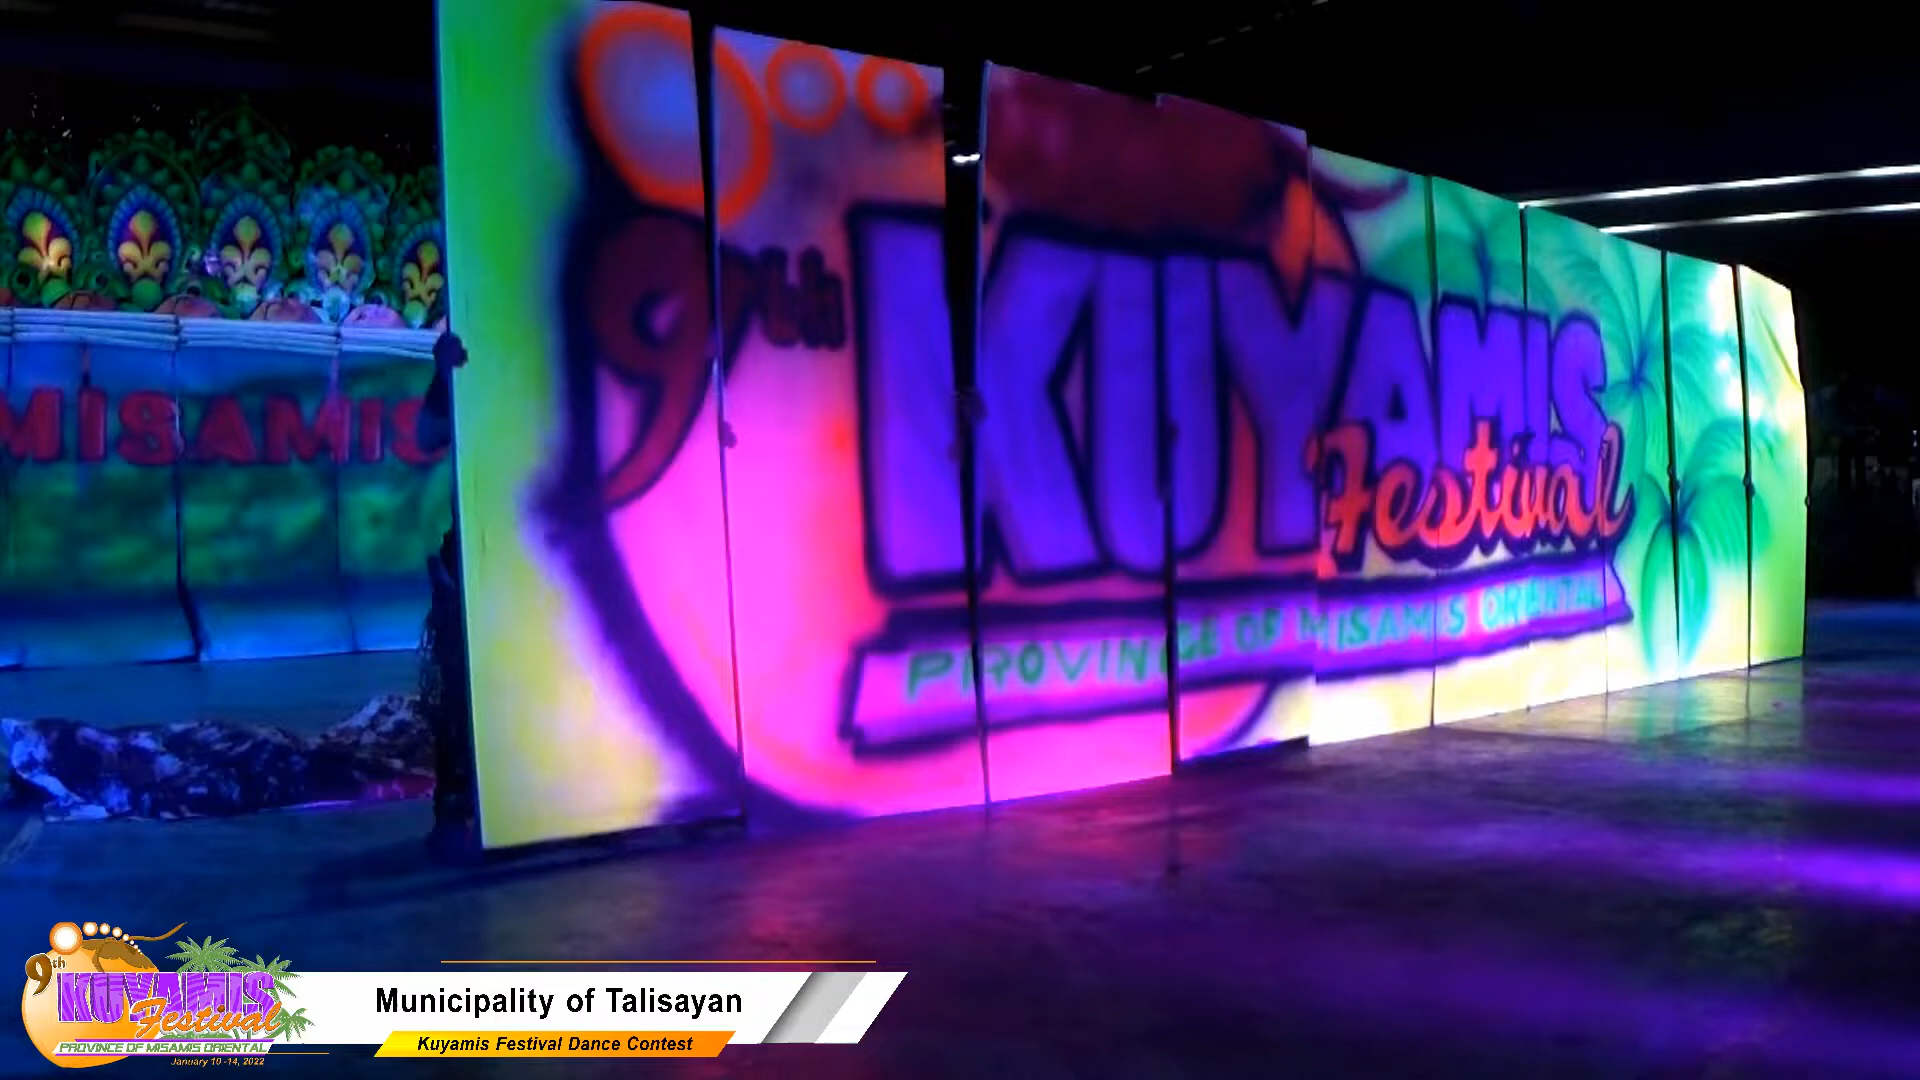 9th
KUYAMIS
Festival
PROVINCE OF MISAMIS ORIENTAL
MISAMIS
9th
KUYAMIS
Festival
PROVINCE OF MISAMIS ORIENTAL
January 10-14, 2022
Municipality of Talisayan
Kuyamis Festival Dance Contest